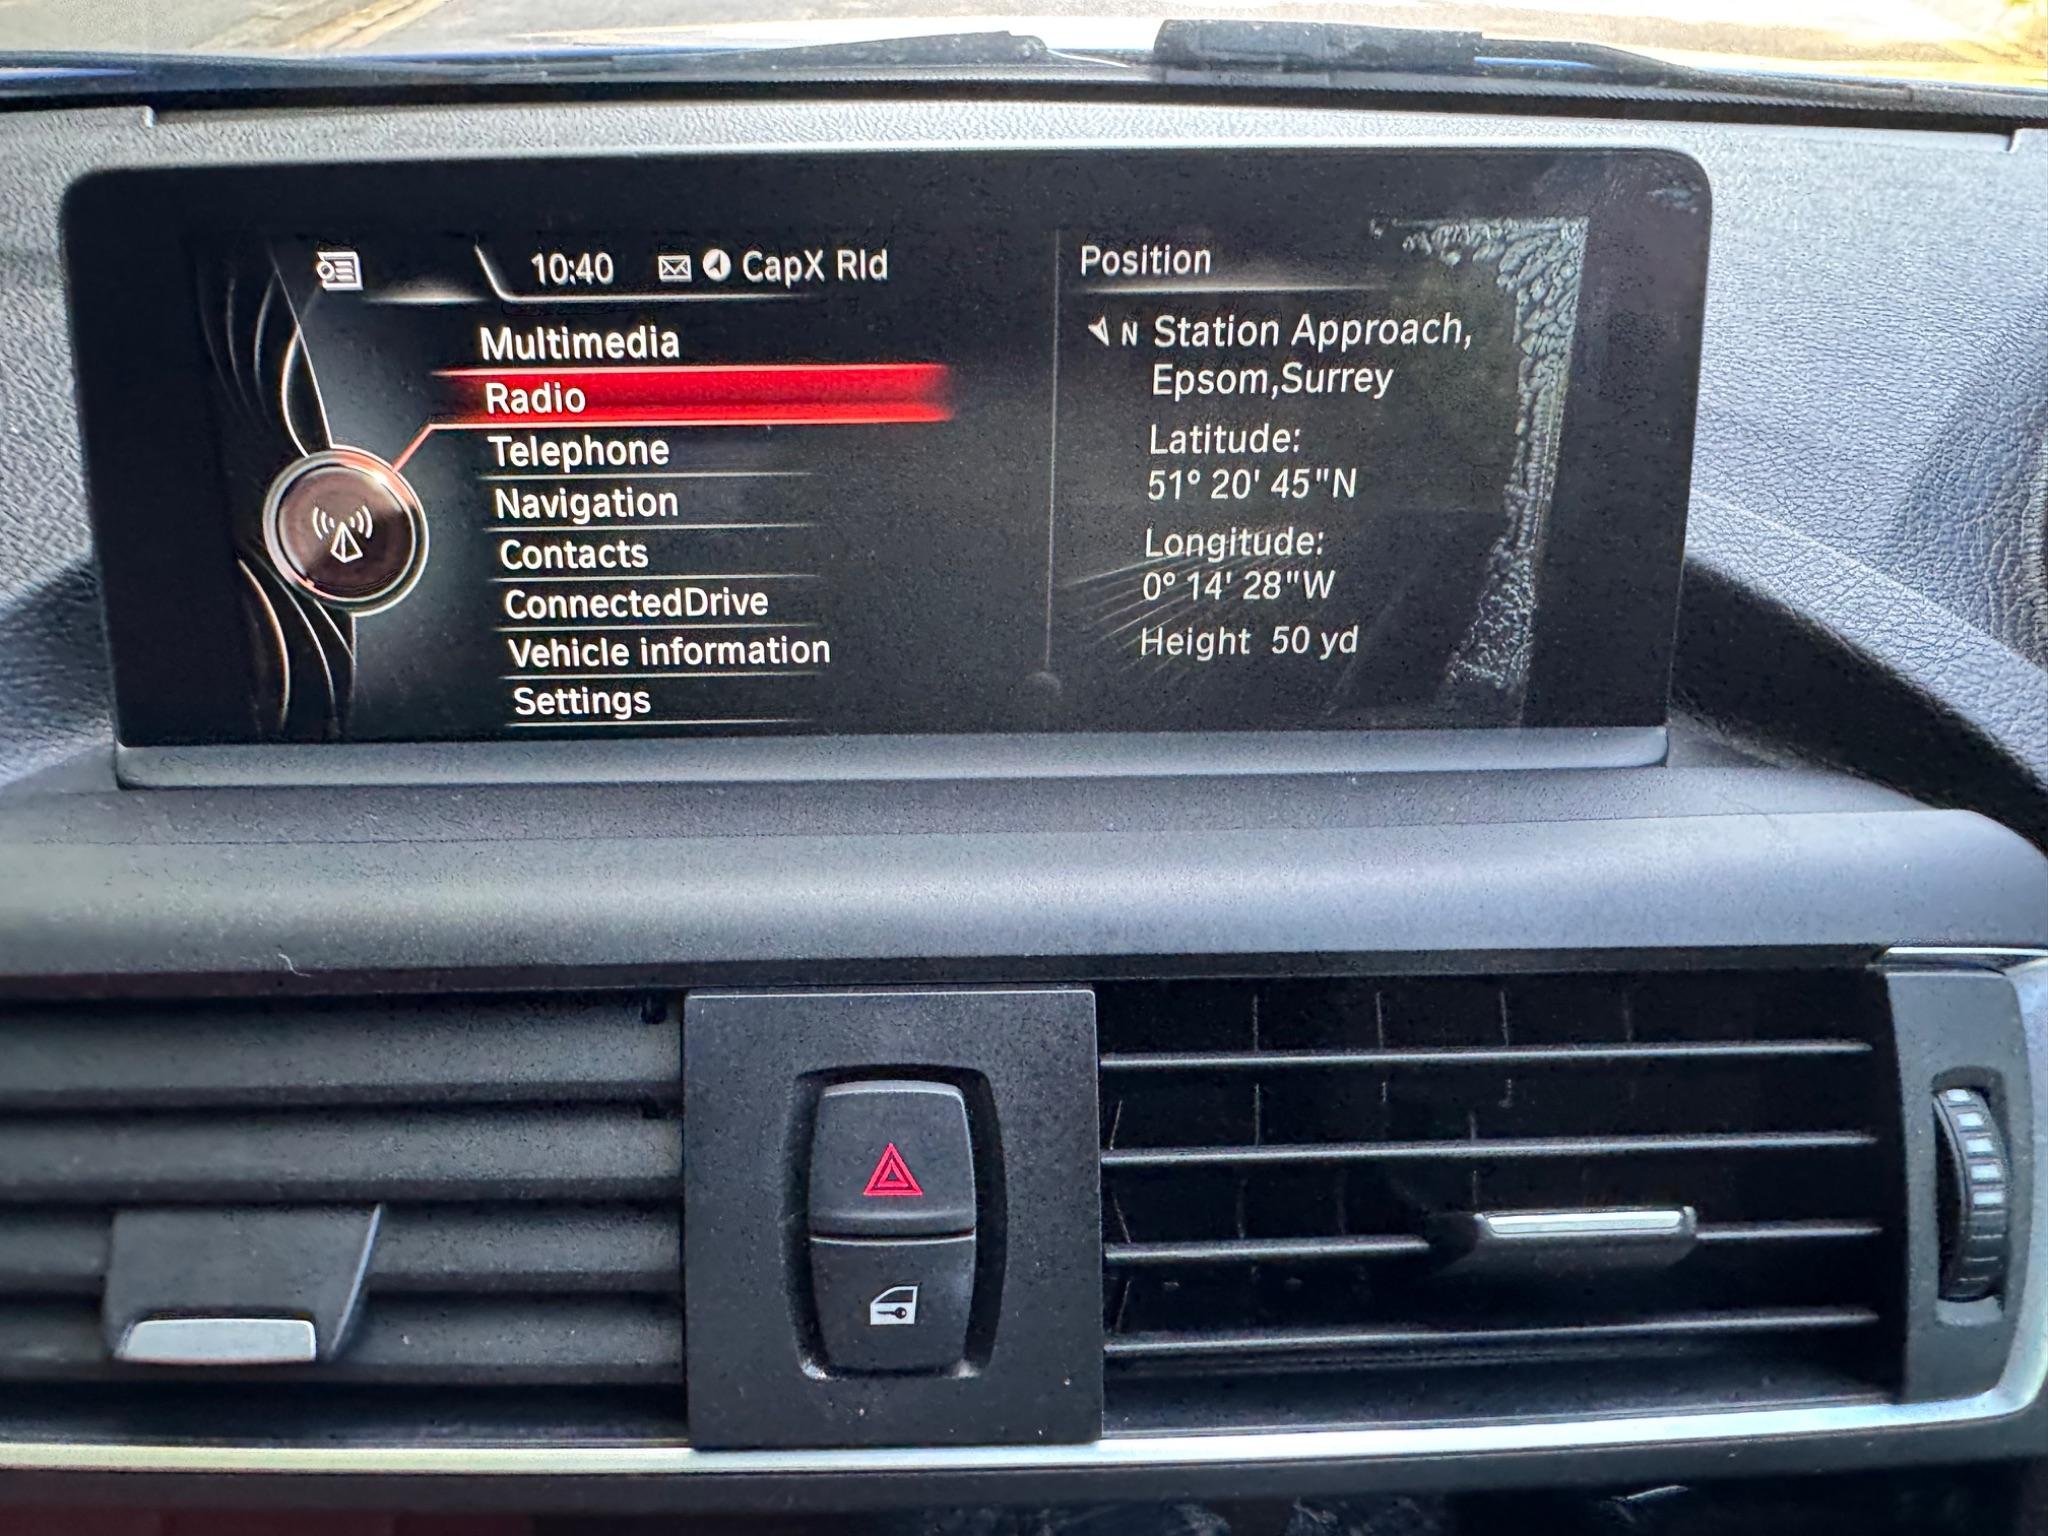 10:40 CapX Rld
Multimedia
Radio
Telephone
Navigation
Contacts
ConnectedDrive
Vehicle information
Settings
Position
N Station Approach,
Epsom,Surrey
Latitude:
51° 20' 45"N
Longitude:
0° 14' 28"W
Height 50 yd